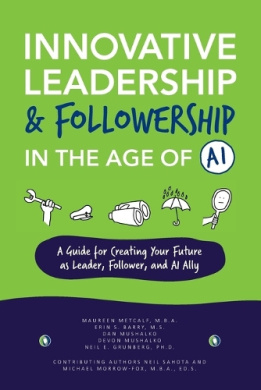 INNOVATIVE
LEADERSHIP
& FOLLOWERSHIP
IN THE AGE OF AI
A Guide for Creating Your Future
as Leader, Follower, and AI Ally
MAUREEN METCALF, M.B.A.
ERIN S. BARRY, M.S.
DAN MUSHALKO
DEVON MUSHALKO
NEIL E. GRUNBERG, PH.D.
CONTRIBUTING AUTHORS NEIL SAHOTA AND
MICHAEL MORROW-FOX, M.B.A., ED.S.